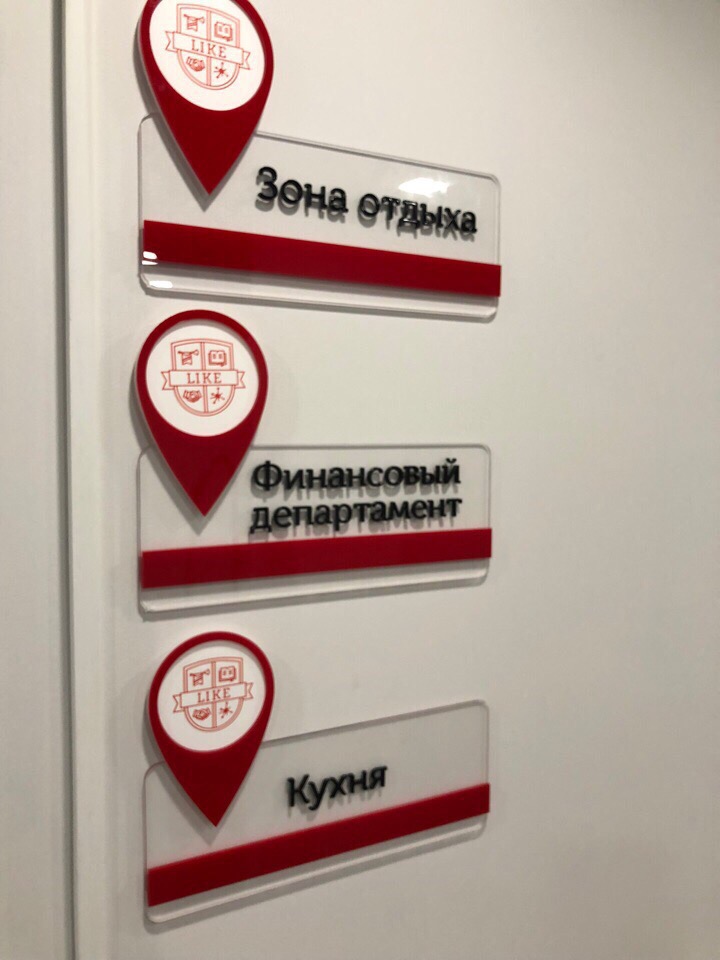 LIKE
Зона отдыха
LIKE
Финансовый
департамент
LIKE
Кухня